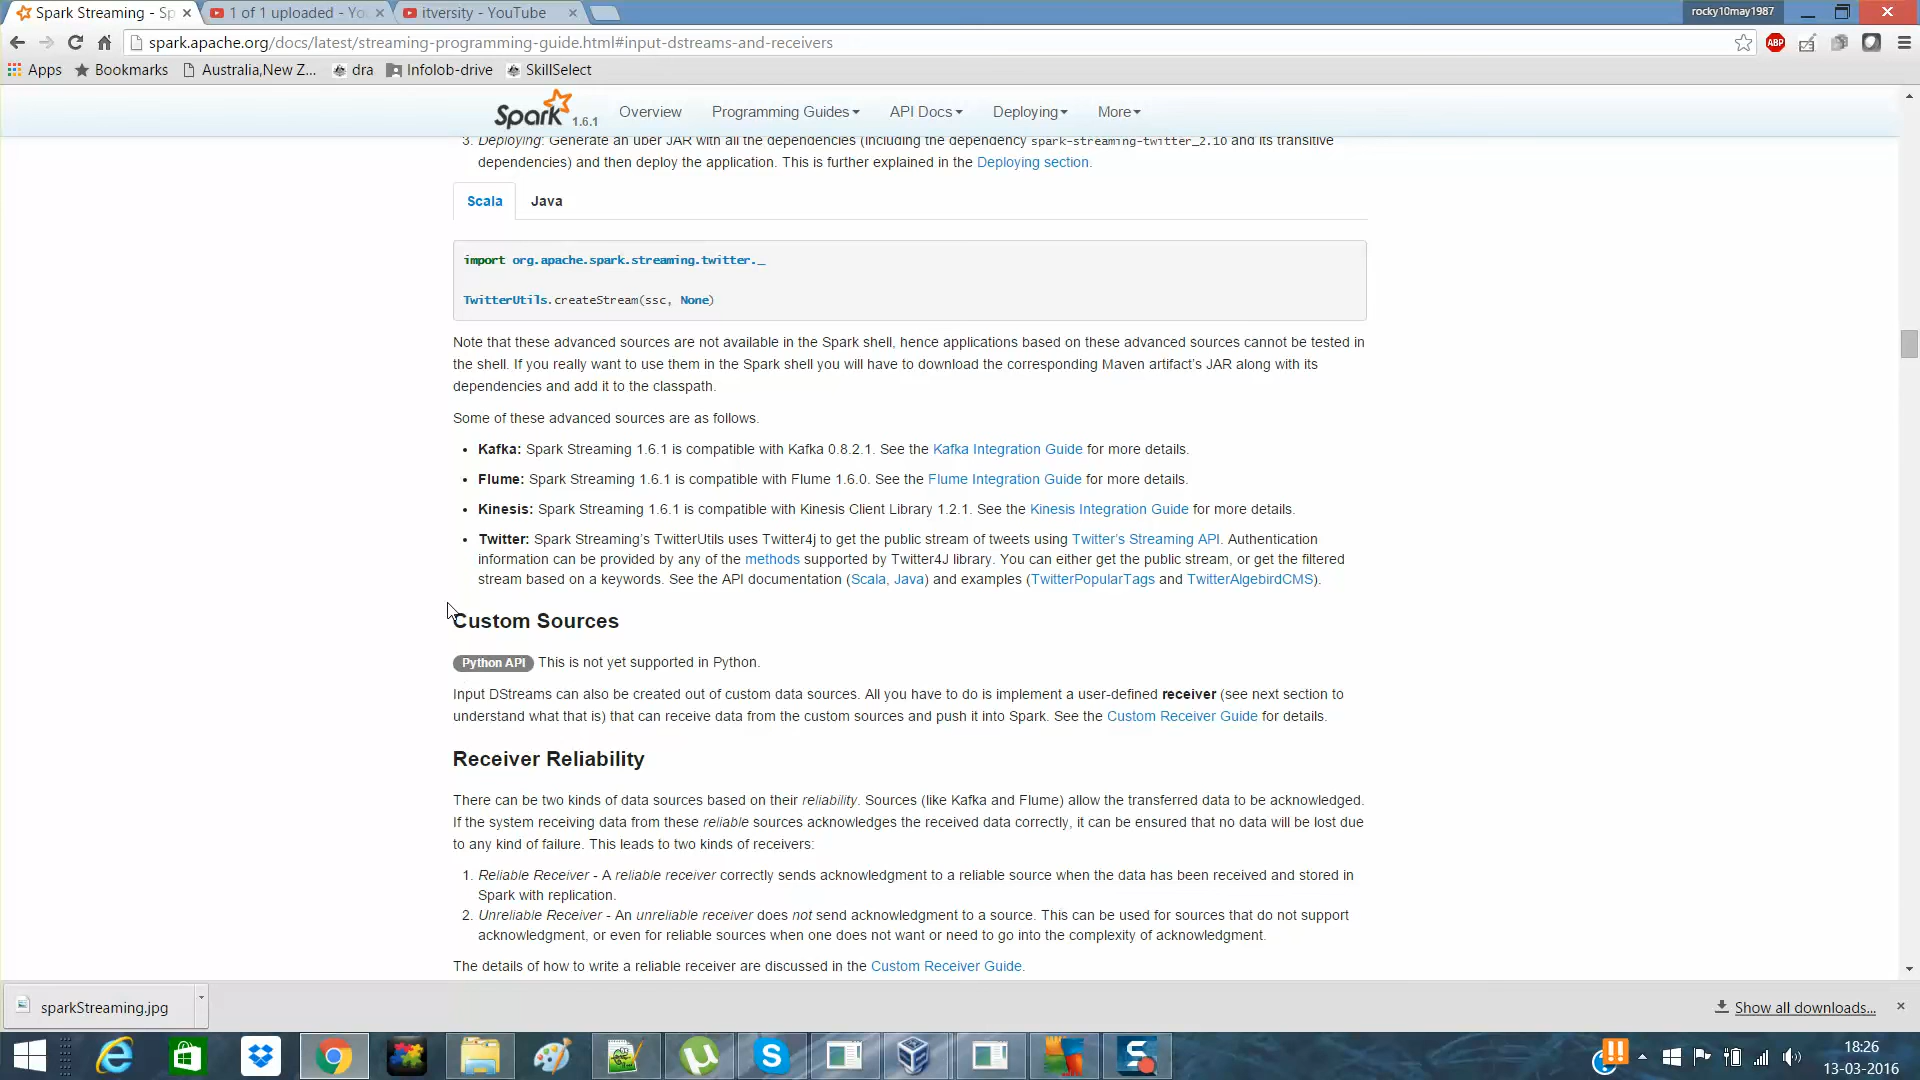 Spark Streaming - Sp
1 of 1 uploaded - Yo
itversity - YouTube
rocky10may1987
spark.apache.org/docs/latest/streaming-programming-guide.html#input-dstreams-and-receivers
ABP
Apps
Bookmarks
Australia,New Z...
dra
Infolob-drive
SkillSelect
Spark 1.6.1
Overview
Programming Guides
API Docs
Deploying
More
3. Deploying: Generate an uber JAR with all the dependencies (including the dependency spark-streaming-twitter_2.10 and its transitive
dependencies) and then deploy the application. This is further explained in the Deploying section.
Scala
Java
import org.apache.spark.streaming.twitter._
TwitterUtils.createStream(ssc, None)
Note that these advanced sources are not available in the Spark shell, hence applications based on these advanced sources cannot be tested in
the shell. If you really want to use them in the Spark shell you will have to download the corresponding Maven artifact's JAR along with its
dependencies and add it to the classpath.
Some of these advanced sources are as follows.
• Kafka: Spark Streaming 1.6.1 is compatible with Kafka 0.8.2.1. See the Kafka Integration Guide for more details.
• Flume: Spark Streaming 1.6.1 is compatible with Flume 1.6.0. See the Flume Integration Guide for more details.
• Kinesis: Spark Streaming 1.6.1 is compatible with Kinesis Client Library 1.2.1. See the Kinesis Integration Guide for more details.
• Twitter: Spark Streaming's TwitterUtils uses Twitter4j to get the public stream of tweets using Twitter's Streaming API. Authentication
information can be provided by any of the methods supported by Twitter4J library. You can either get the public stream, or get the filtered
stream based on a keywords. See the API documentation (Scala, Java) and examples (TwitterPopularTags and TwitterAlgebirdCMS).
Custom Sources
Python API This is not yet supported in Python.
Input DStreams can also be created out of custom data sources. All you have to do is implement a user-defined receiver (see next section to
understand what that is) that can receive data from the custom sources and push it into Spark. See the Custom Receiver Guide for details.
Receiver Reliability
There can be two kinds of data sources based on their reliability. Sources (like Kafka and Flume) allow the transferred data to be acknowledged.
If the system receiving data from these reliable sources acknowledges the received data correctly, it can be ensured that no data will be lost due
to any kind of failure. This leads to two kinds of receivers:
1. Reliable Receiver - A reliable receiver correctly sends acknowledgment to a reliable source when the data has been received and stored in
Spark with replication.
2. Unreliable Receiver - An unreliable receiver does not send acknowledgment to a source. This can be used for sources that do not support
acknowledgment, or even for reliable sources when one does not want or need to go into the complexity of acknowledgment.
The details of how to write a reliable receiver are discussed in the Custom Receiver Guide.
sparkStreaming.jpg
Show all downloads...
18:26
13-03-2016